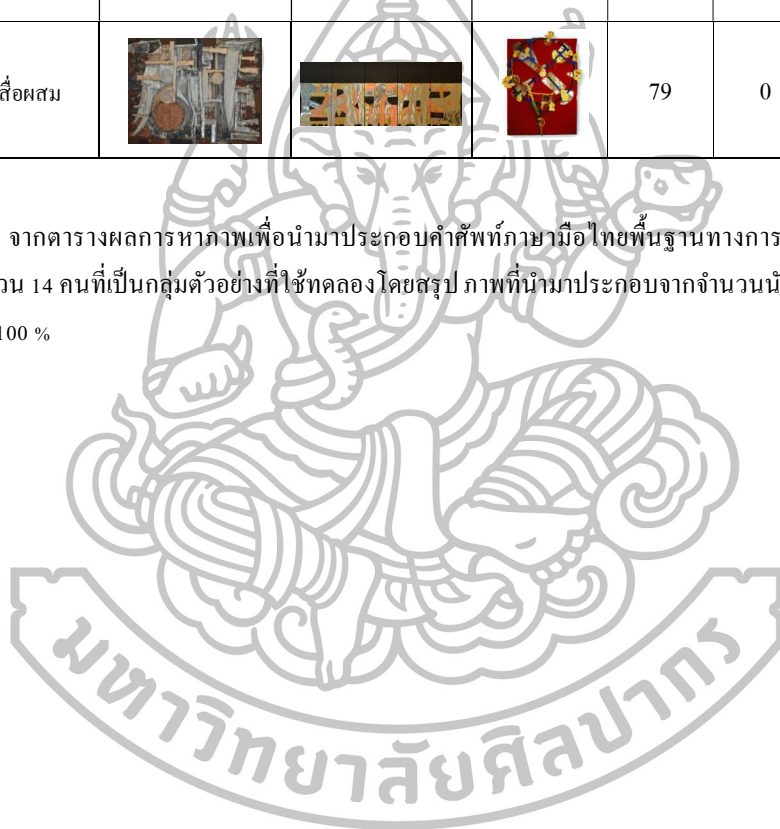 สื่อผสม 79 0
จากตารางผลการหาภาพเพื่อนำมาประกอบคำศัพท์ภาษามือไทยพื้นฐานทางการ
วน 14 คนที่เป็นกลุ่มตัวอย่างที่ใช้ทดลองโดยสรุป ภาพที่นำมาประกอบจากจำนวนนั
100 %
มหาวิทยาลัยศิลปากร